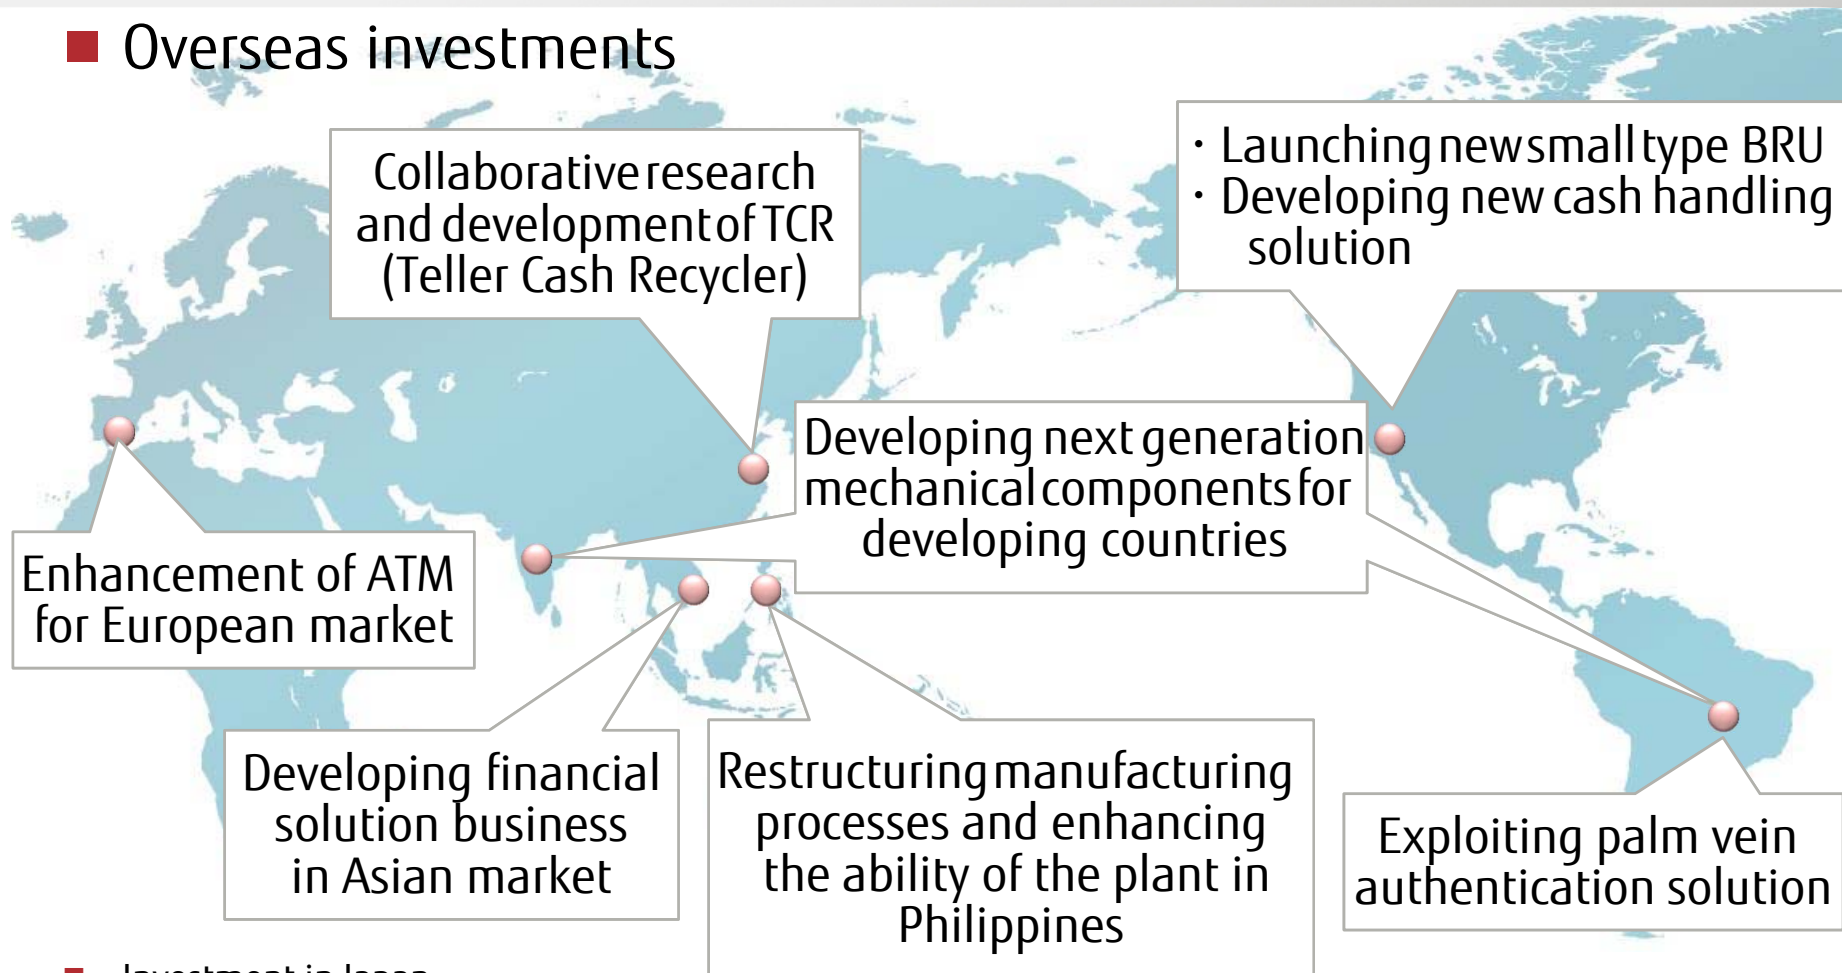 ■ Overseas investments
Collaborative research
and development of TCR
(Teller Cash Recycler)
・Launching new small type BRU
・Developing new cash handling
solution
Developing next generation
mechanical components for
developing countries
Enhancement of ATM
for European market
Developing financial
solution business
in Asian market
Restructuring manufacturing
processes and enhancing
the ability of the plant in
Philippines
Exploiting palm vein
authentication solution
■ Investment in Japan